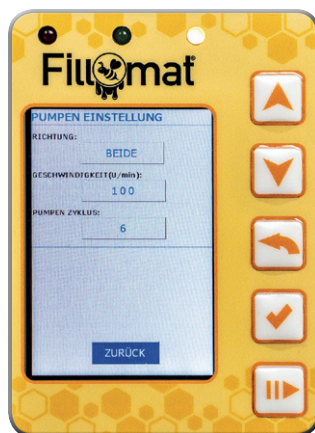 Fillomat®
PUMPEN EINSTELLUNG
RICHTUNG:
BEIDE
GESCHWINDIGKEIT(U/min):
100
PUMPEN ZYKLUS:
6
ZURÜCK